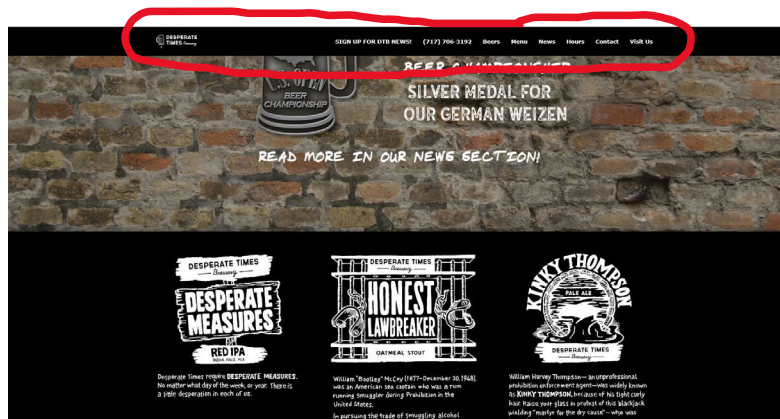 DESPERATE
TIMES Brewery
SIGN UP FOR DTB NEWS! (717) 706-3192 Beers Menu News Hours Contact Visit Us
BEER CHAMPIONSHIP
U.S. OPEN
BEER
CHAMPIONSHIP
SILVER MEDAL FOR
OUR GERMAN WEIZEN
READ MORE IN OUR NEWS SECTION!
DESPERATE TIMES
Brewery
DESPERATE
MEASURES
RED IPA
INDIA PALE ALE
Desperate Times require DESPERATE MEASURES.
No matter what day of the week, or year. There is
a little desperation in each of us.
DESPERATE TIMES
Brewery
HONEST
LAWBREAKER
OATMEAL STOUT
William "Bootleg" McCoy (1877-December 30, 1948),
was an American sea captain who was a rum
running smuggler during Prohibition in the
United States.
In pursuing the trade of smuggling alcohol
KINKY THOMPSON
PALE ALE
DESPERATE TIMES
Brewery
William Harvey Thompson—an unprofessional
prohibition enforcement agent—was widely known
as KINKY THOMPSON, because of his tight curly
hair. Raise your glass in protest of this blackjack
wielding "martyr for the dry cause" – who was